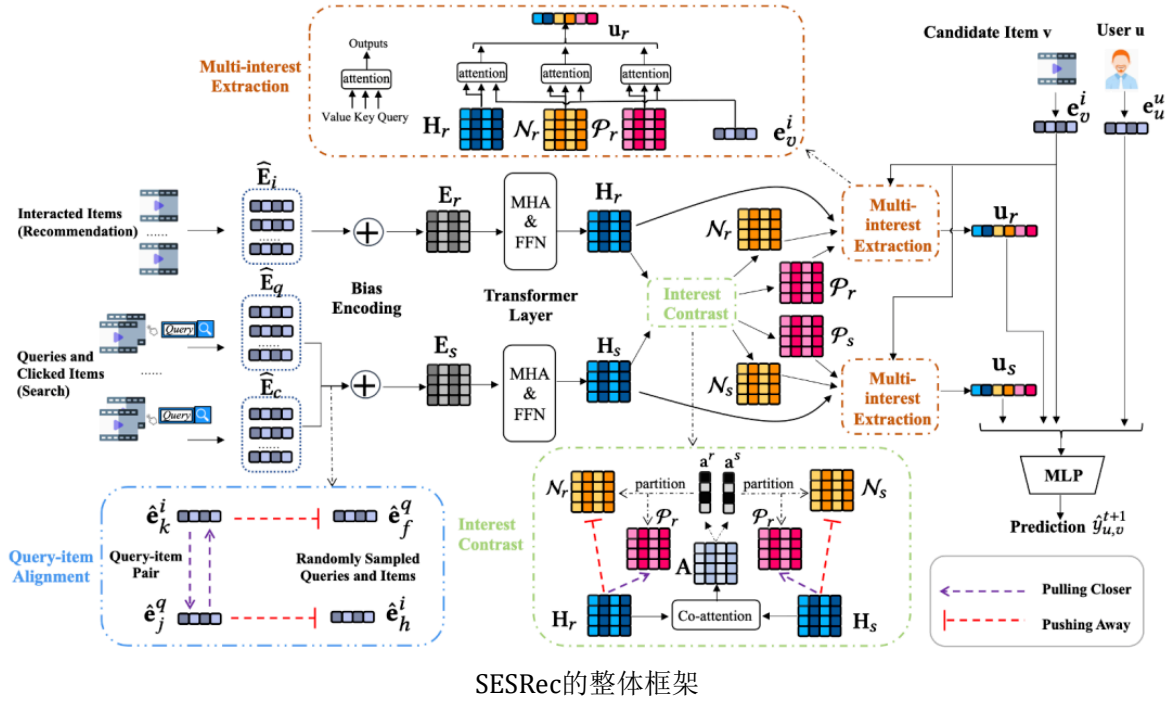 Multi-interest
Extraction
Outputs
attention
Value Key Query
u_r
attention attention attention
H_r 𝒩_r 𝒫_r e_v^i
Candidate Item v
User u
e_v^i
e_u^u
Interacted Items
(Recommendation)
......
Ê_i
......
Bias
Encoding
E_r
MHA
&
FFN
Transformer
Layer
H_r
𝒩_r
𝒫_r
Multi-
interest
Extraction
u_r
Interest
Contrast
Queries and
Clicked Items
(Search)
Query
......
Query
Ê_q
......
Ê_c
......
E_s
MHA
&
FFN
H_s
𝒫_s
𝒩_s
Multi-
interest
Extraction
u_s
MLP
Prediction ŷ_{u,v}^{t+1}
Query-item
Alignment
ê_k^i
ê_f^q
Query-item
Pair
Randomly Sampled
Queries and Items
ê_j^q
ê_h^i
Interest
Contrast
a^r a^s
𝒩_r partition partition 𝒩_s
𝒫_r 𝒫_r
A
H_r Co-attention H_s
Pulling Closer
Pushing Away
SESRec的整体框架